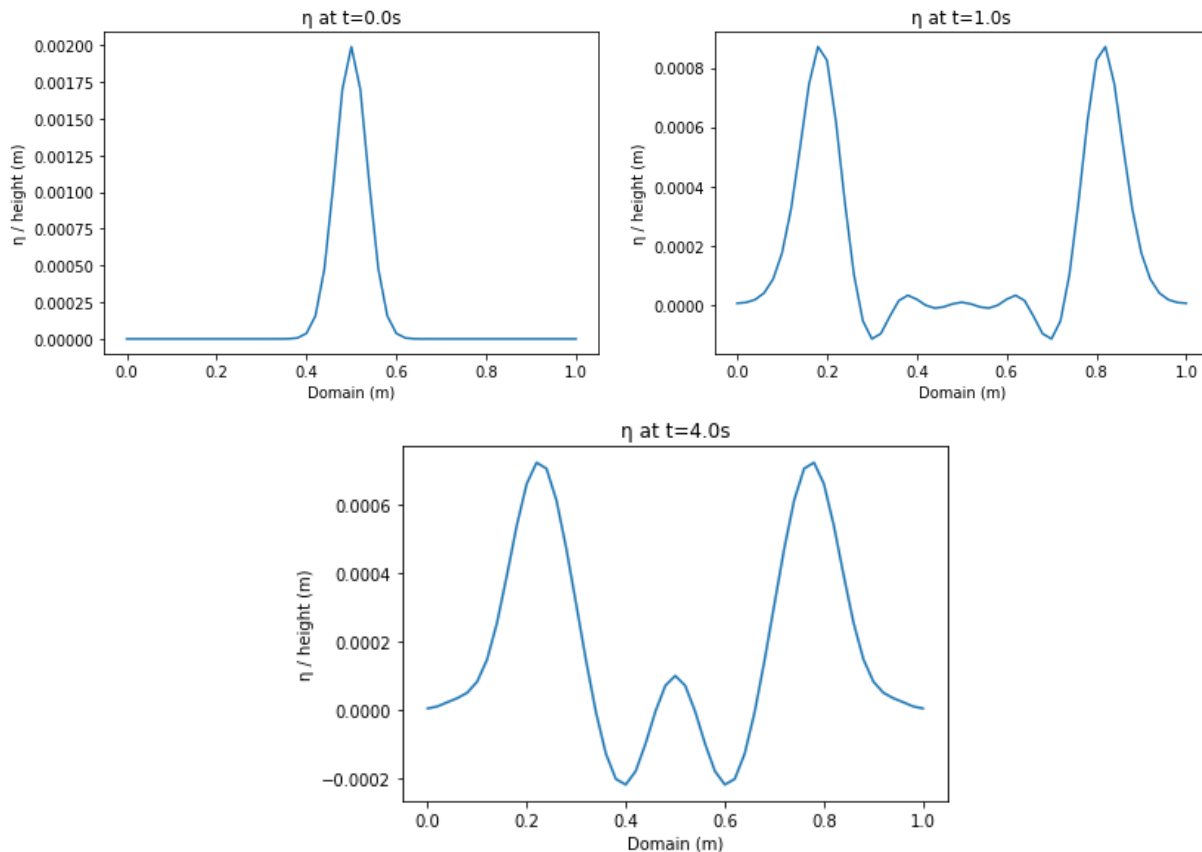 η at t=0.0s
0.00200
0.00175
0.00150
0.00125
0.00100
0.00075
0.00050
0.00025
0.00000
η / height (m)
0.0 0.2 0.4 0.6 0.8 1.0
Domain (m)
η at t=1.0s
0.0008
0.0006
0.0004
0.0002
0.0000
η / height (m)
0.0 0.2 0.4 0.6 0.8 1.0
Domain (m)
η at t=4.0s
0.0006
0.0004
0.0002
0.0000
−0.0002
η / height (m)
0.0 0.2 0.4 0.6 0.8 1.0
Domain (m)